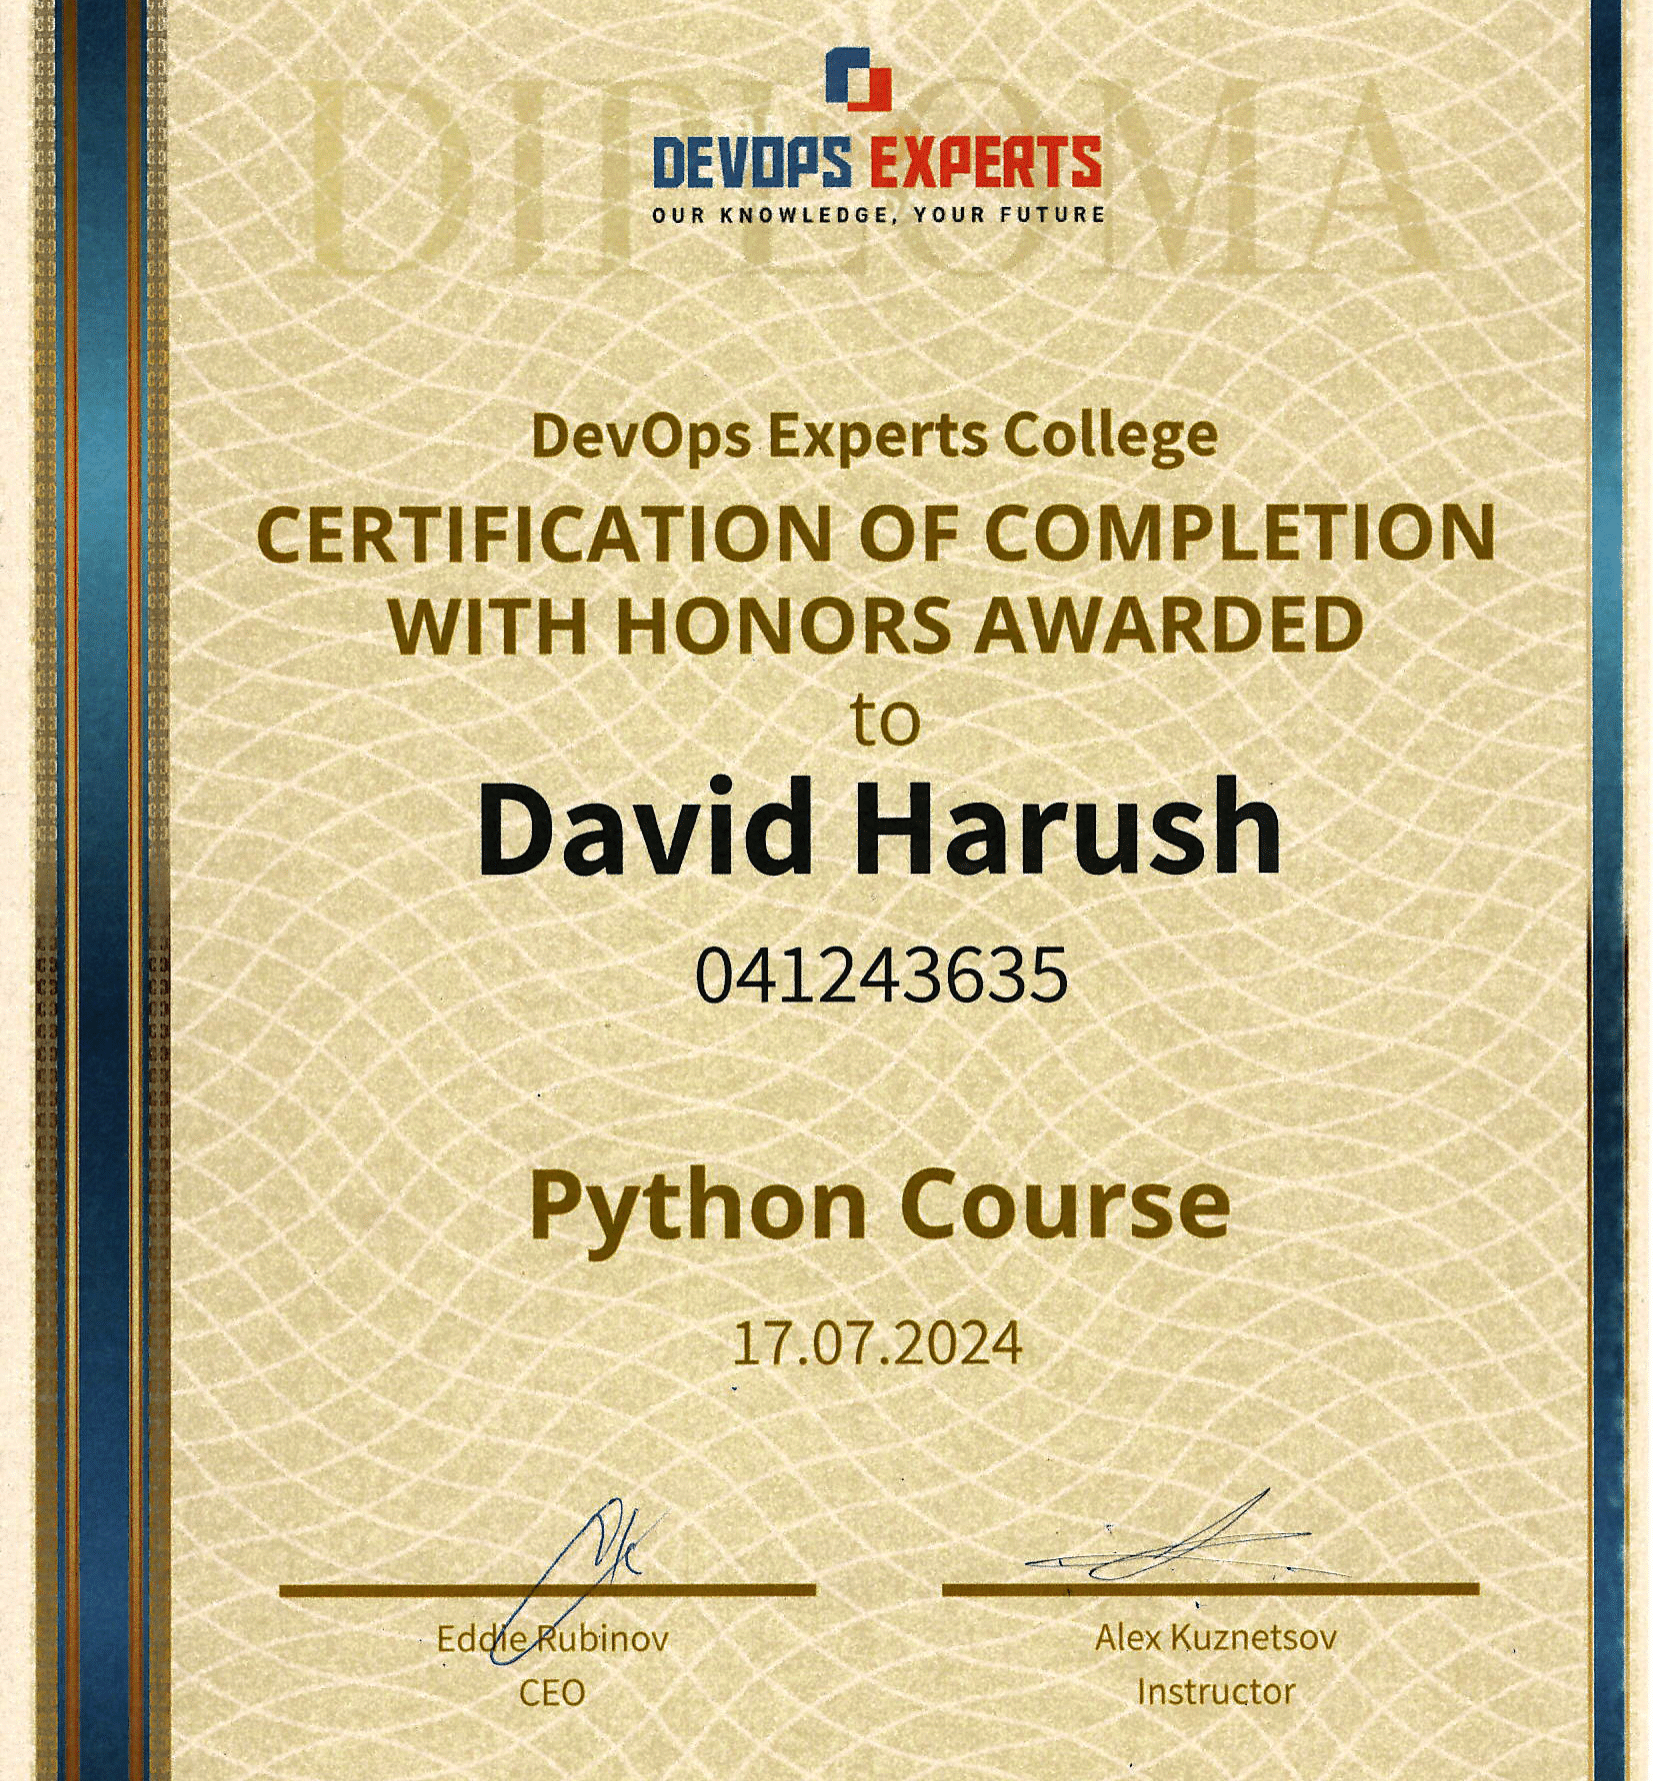 DIPLOMA
DEVOPS EXPERTS
OUR KNOWLEDGE, YOUR FUTURE
DevOps Experts College
CERTIFICATION OF COMPLETION
WITH HONORS AWARDED
to
David Harush
041243635
Python Course
17.07.2024
Eddie Rubinov
CEO
Alex Kuznetsov
Instructor